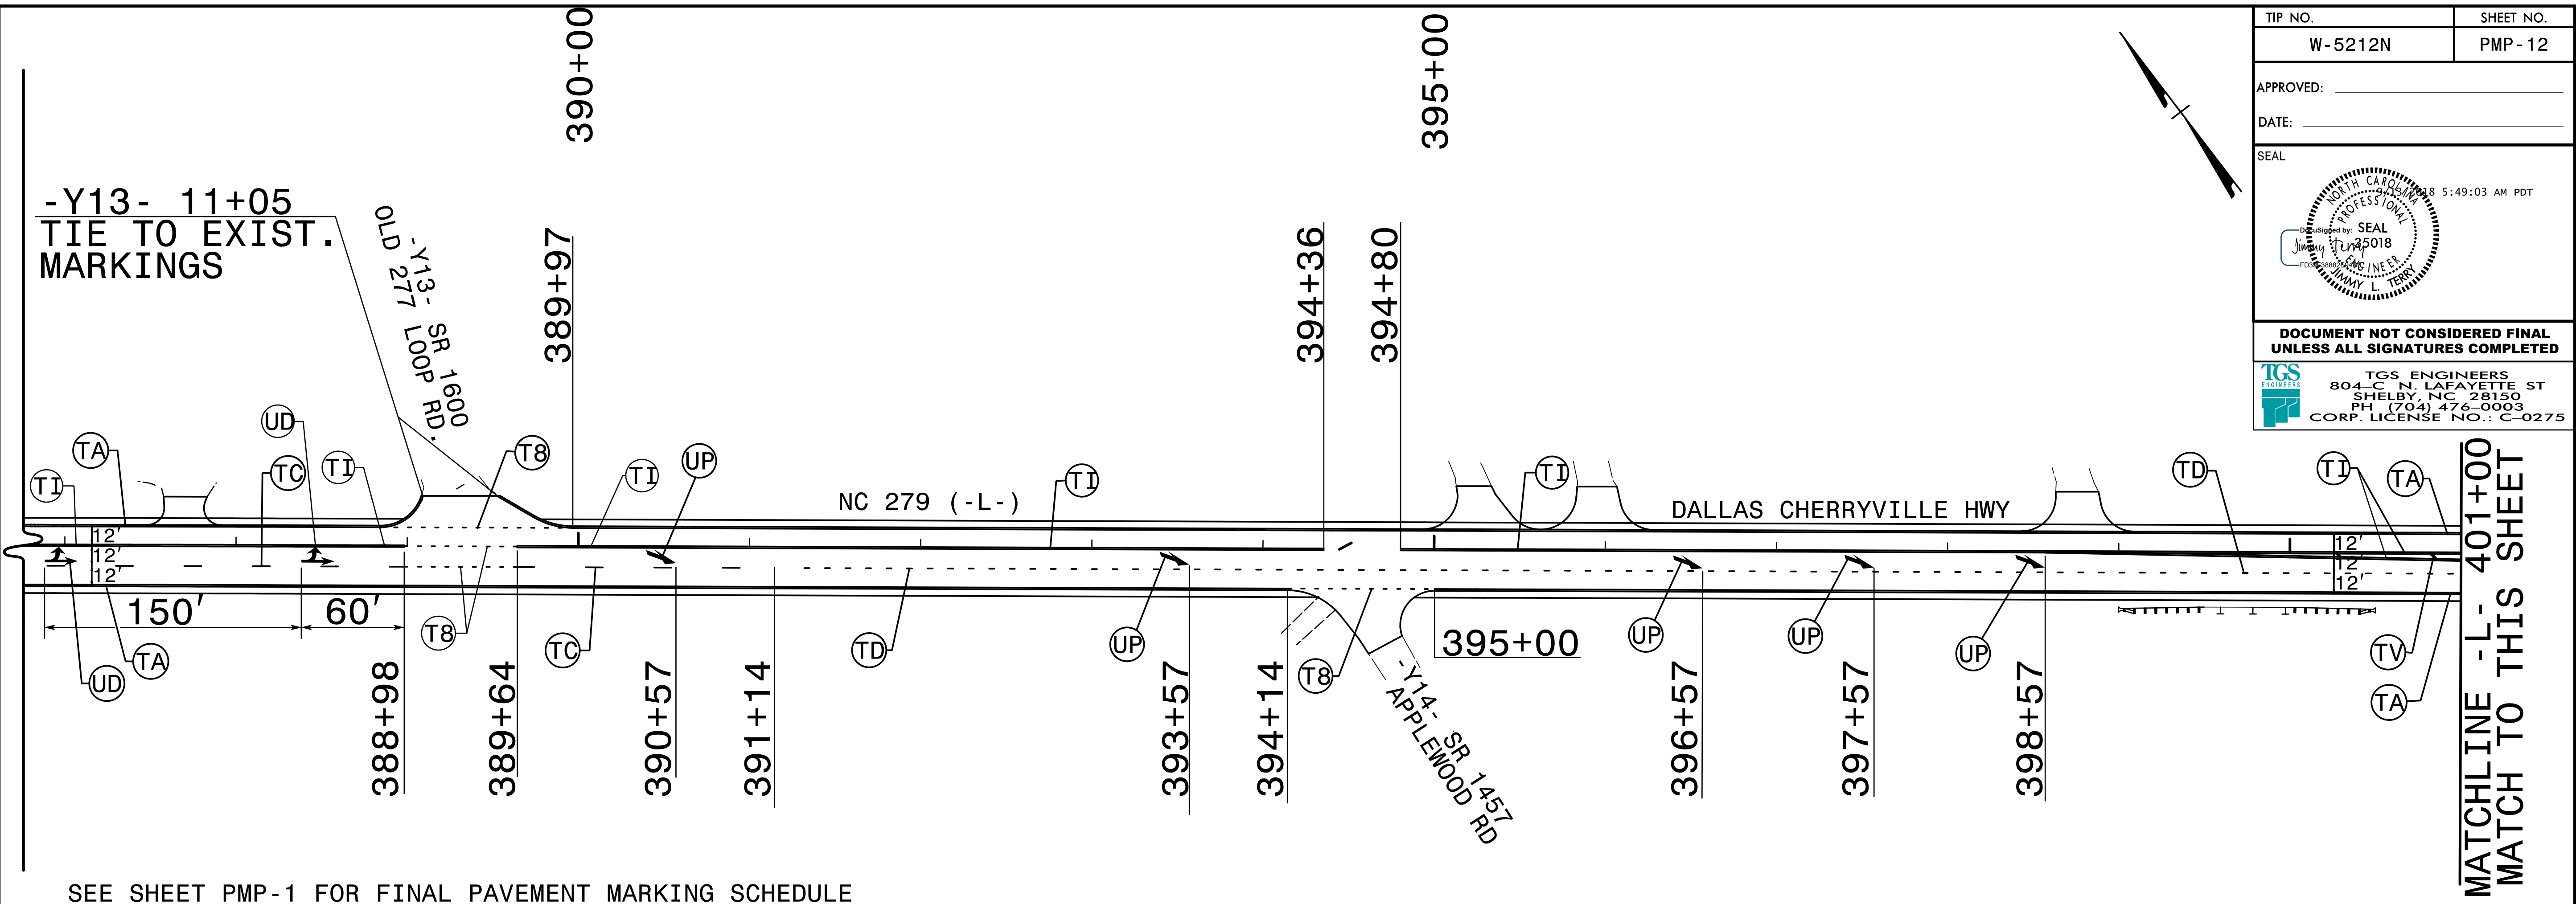 TIP NO.
SHEET NO.
W-5212N
PMP-12
APPROVED:
DATE:
SEAL
5:49:03 AM PDT
NORTH CAROLINA
PROFESSIONAL
DocuSigned by:
SEAL
25018
Jimmy Terry
ENGINEER
JIMMY L. TERRY
DOCUMENT NOT CONSIDERED FINAL
UNLESS ALL SIGNATURES COMPLETED
TGS
ENGINEERS
TGS ENGINEERS
804-C N. LAFAYETTE ST
SHELBY, NC 28150
PH (704) 476-0003
CORP. LICENSE NO.: C-0275
390+00
395+00
-Y13- 11+05
TIE TO EXIST.
MARKINGS
-Y13- SR 1600
OLD 277 LOOP RD.
389+97
394+36
394+80
TI
TA
UD
TC
TI
T8
TI
UP
NC 279 (-L-)
TI
TI
DALLAS CHERRYVILLE HWY
TD
TI
TA
12'
12'
12'
12'
12'
12'
150'
60'
UD
TA
T8
TC
TD
UP
T8
395+00
UP
UP
UP
TV
TA
388+98
389+64
390+57
391+14
393+57
394+14
-Y14- SR 1457
APPLEWOOD RD
396+57
397+57
398+57
MATCHLINE -L- 401+00
MATCH TO THIS SHEET
SEE SHEET PMP-1 FOR FINAL PAVEMENT MARKING SCHEDULE